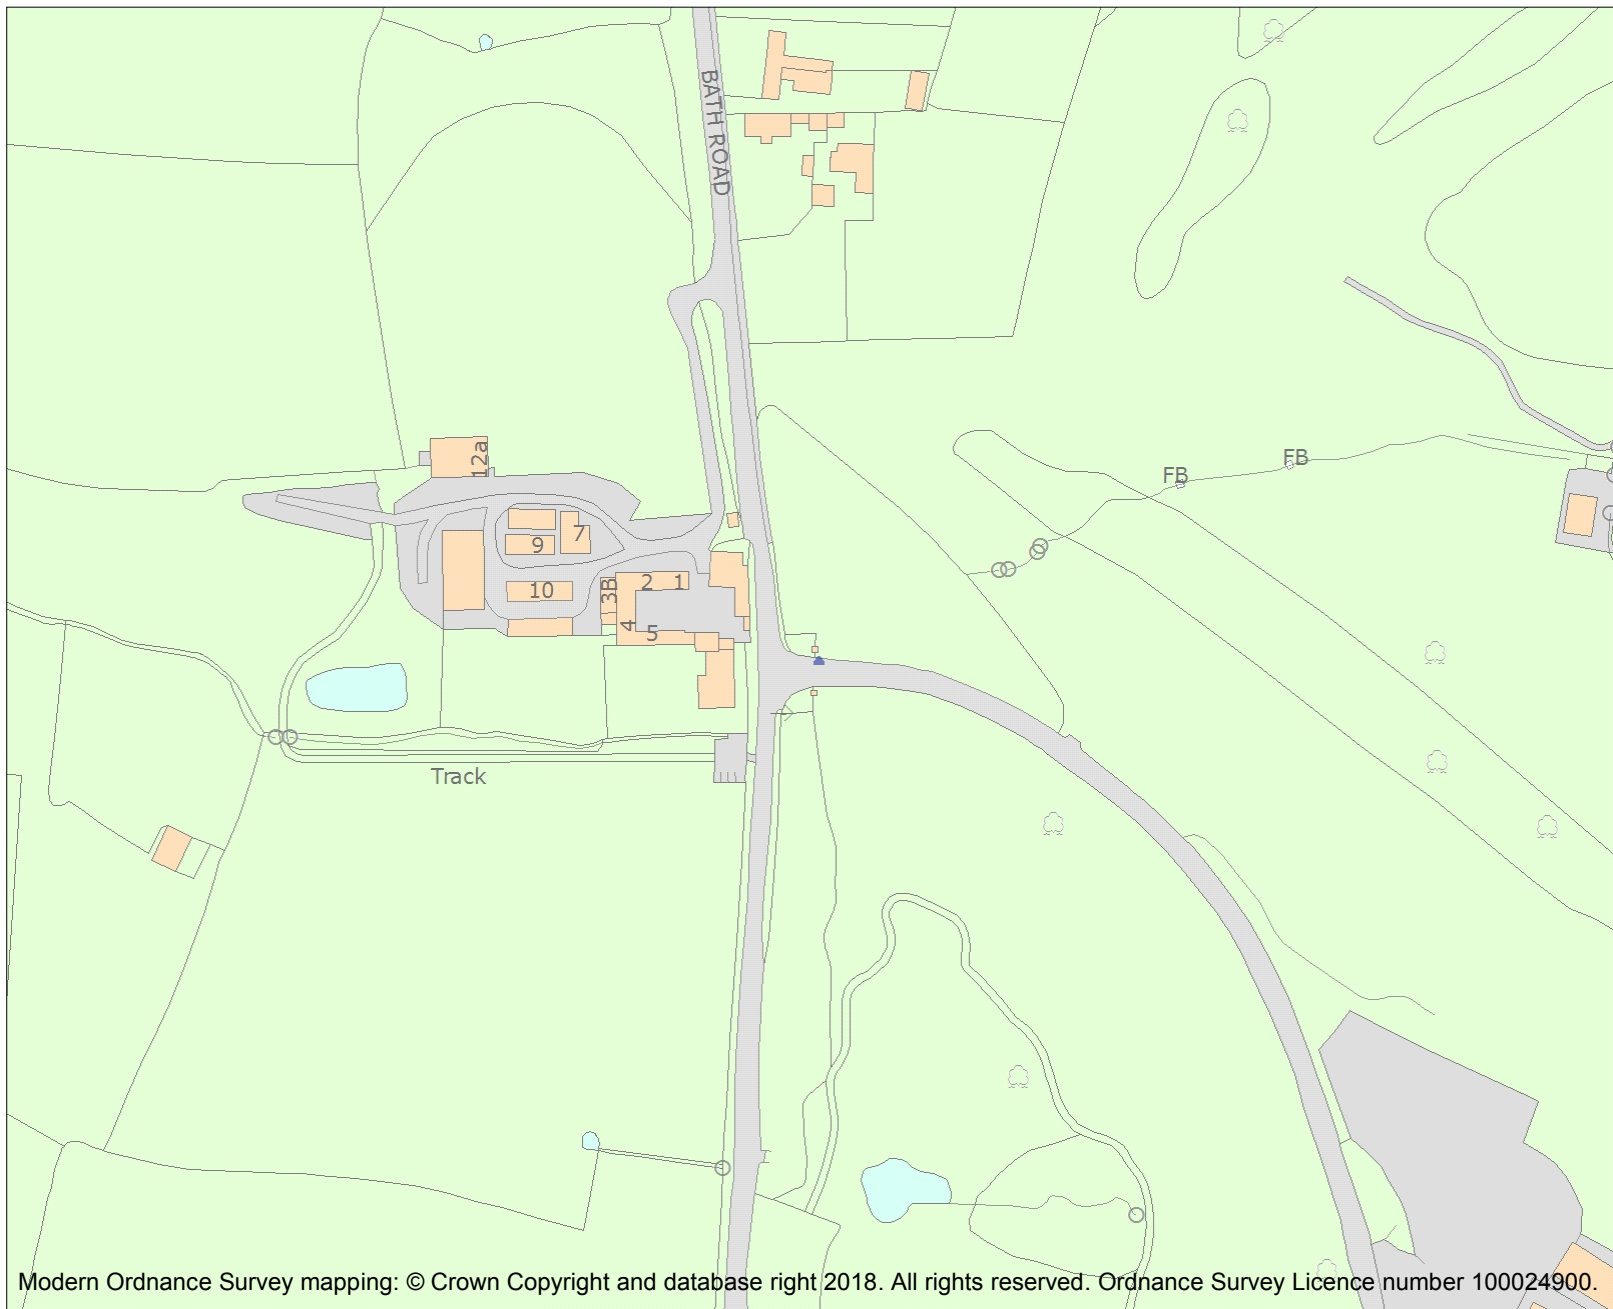 BATH ROAD
FB
FB
12a
7
9
10
3B
2
1
4
5
Track
Modern Ordnance Survey mapping: © Crown Copyright and database right 2018. All rights reserved. Ordnance Survey Licence number 100024900.